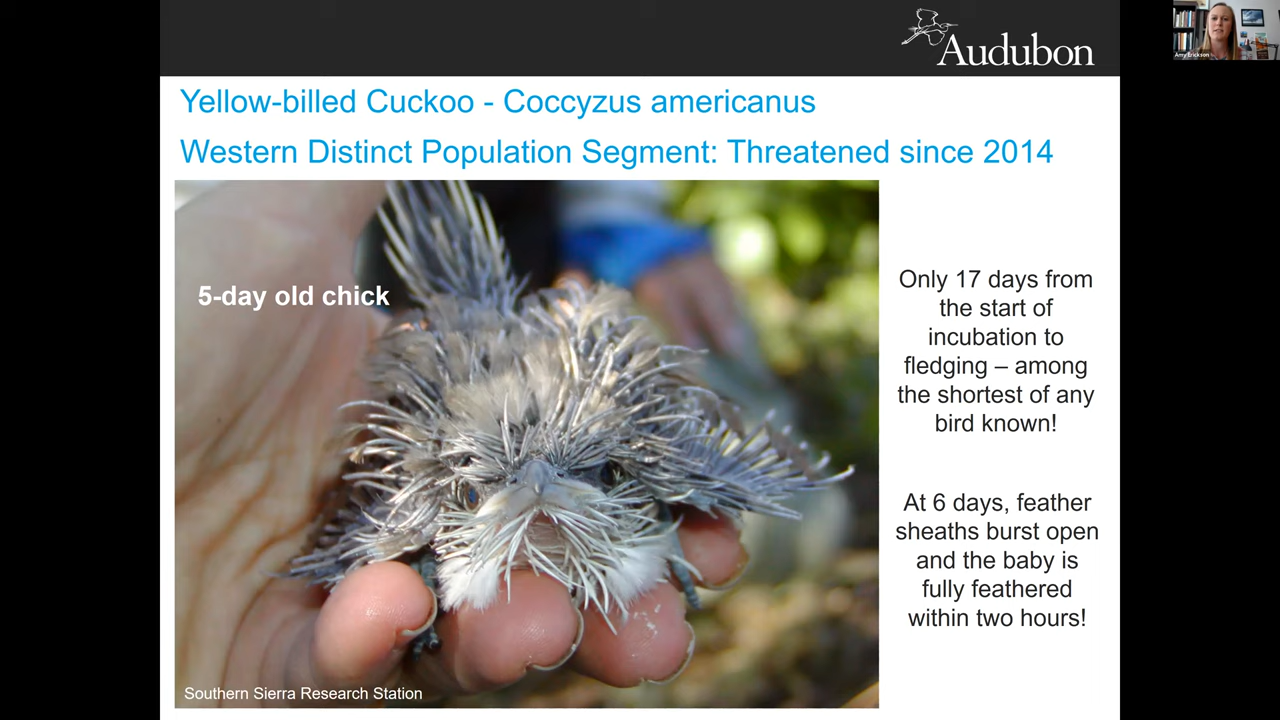 Audubon
Amy Erickson
Yellow-billed Cuckoo - Coccyzus americanus
Western Distinct Population Segment: Threatened since 2014
5-day old chick
Only 17 days from
the start of
incubation to
fledging – among
the shortest of any
bird known!
At 6 days, feather
sheaths burst open
and the baby is
fully feathered
within two hours!
Southern Sierra Research Station